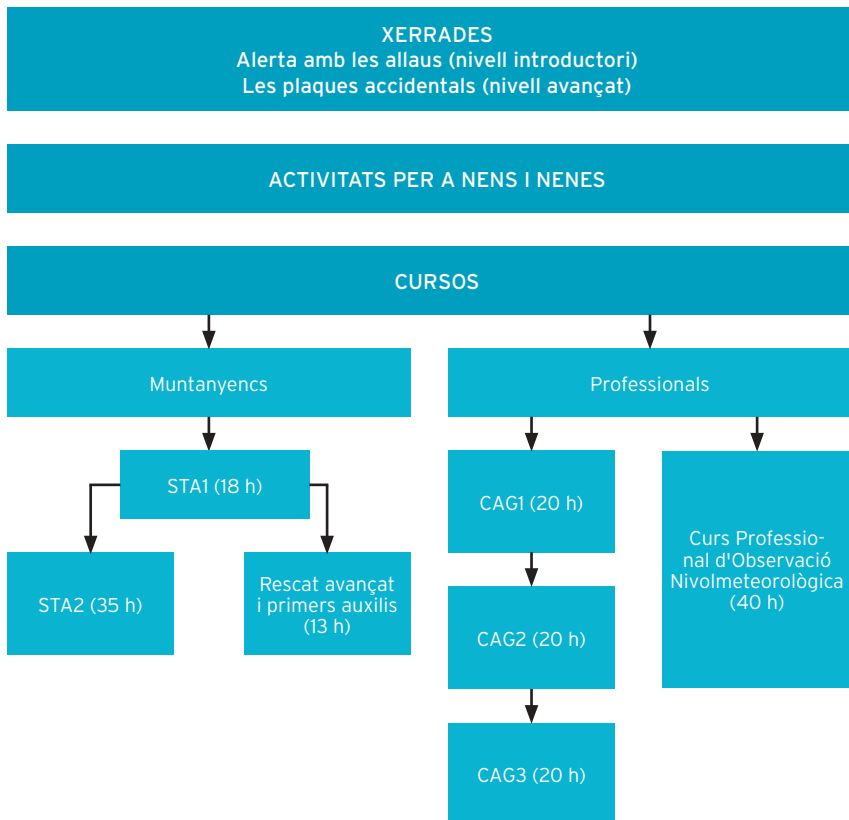 XERRADES
Alerta amb les allaus (nivell introductori)
Les plaques accidentals (nivell avançat)
ACTIVITATS PER A NENS I NENES
CURSOS
Muntanyencs
Professionals
STA1 (18 h)
STA2 (35 h)
Rescat avançat
i primers auxilis
(13 h)
CAG1 (20 h)
CAG2 (20 h)
CAG3 (20 h)
Curs Professio-
nal d'Observació
Nivolmeteorològica
(40 h)